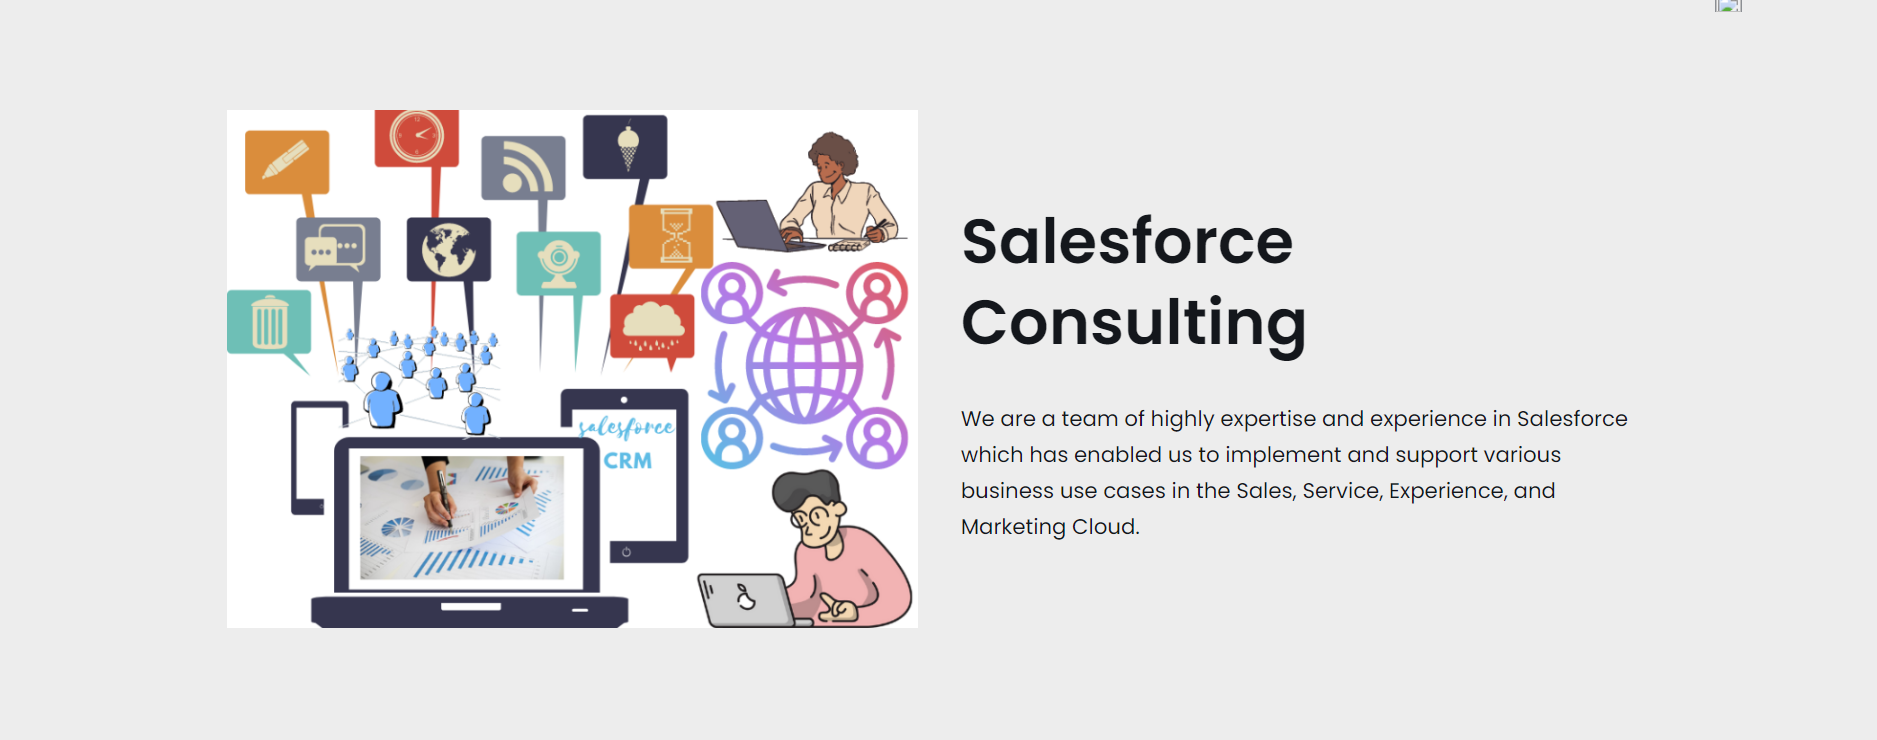 salesforce
CRM
Salesforce
Consulting
We are a team of highly expertise and experience in Salesforce
which has enabled us to implement and support various
business use cases in the Sales, Service, Experience, and
Marketing Cloud.